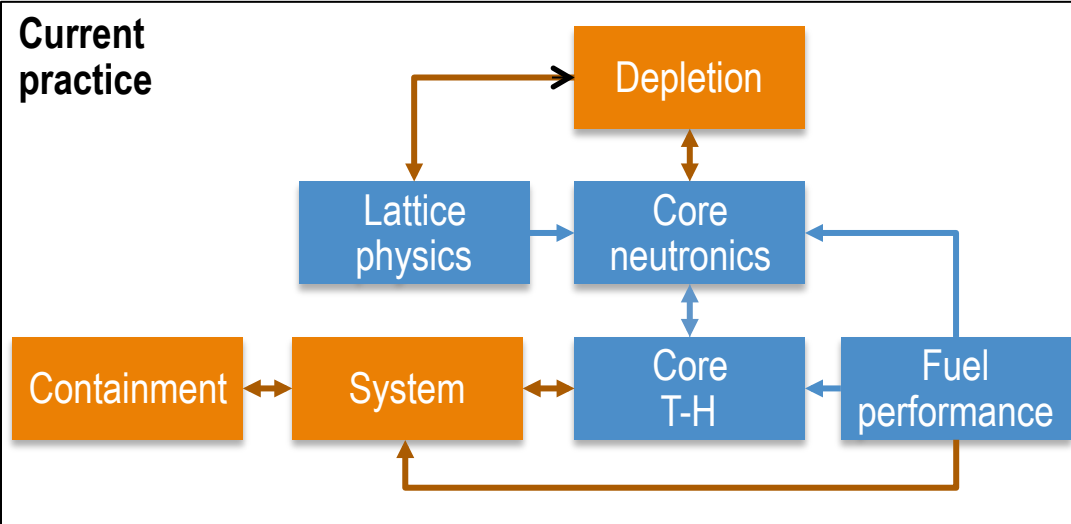 Current
practice
Depletion
Lattice
physics
Core
neutronics
Containment
System
Core
T-H
Fuel
performance